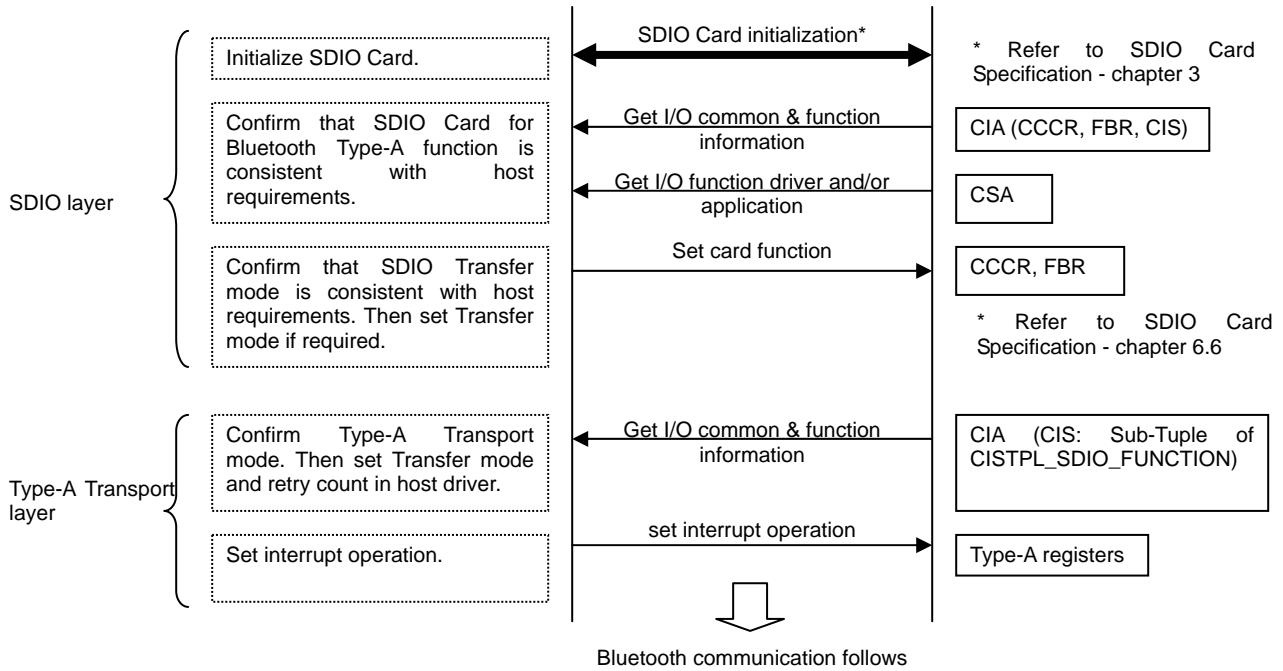 SDIO Card initialization*
Initialize SDIO Card.
* Refer to SDIO Card
Specification - chapter 3
Confirm that SDIO Card for
Bluetooth Type-A function is
consistent with host
requirements.
Get I/O common & function
information
CIA (CCCR, FBR, CIS)
Get I/O function driver and/or
application
CSA
SDIO layer
Confirm that SDIO Transfer
mode is consistent with host
requirements. Then set Transfer
mode if required.
Set card function
CCCR, FBR
* Refer to SDIO Card
Specification - chapter 6.6
Confirm Type-A Transport
mode. Then set Transfer mode
and retry count in host driver.
Get I/O common & function
information
CIA (CIS: Sub-Tuple of
CISTPL_SDIO_FUNCTION)
Type-A Transport
layer
Set interrupt operation.
set interrupt operation
Type-A registers
Bluetooth communication follows